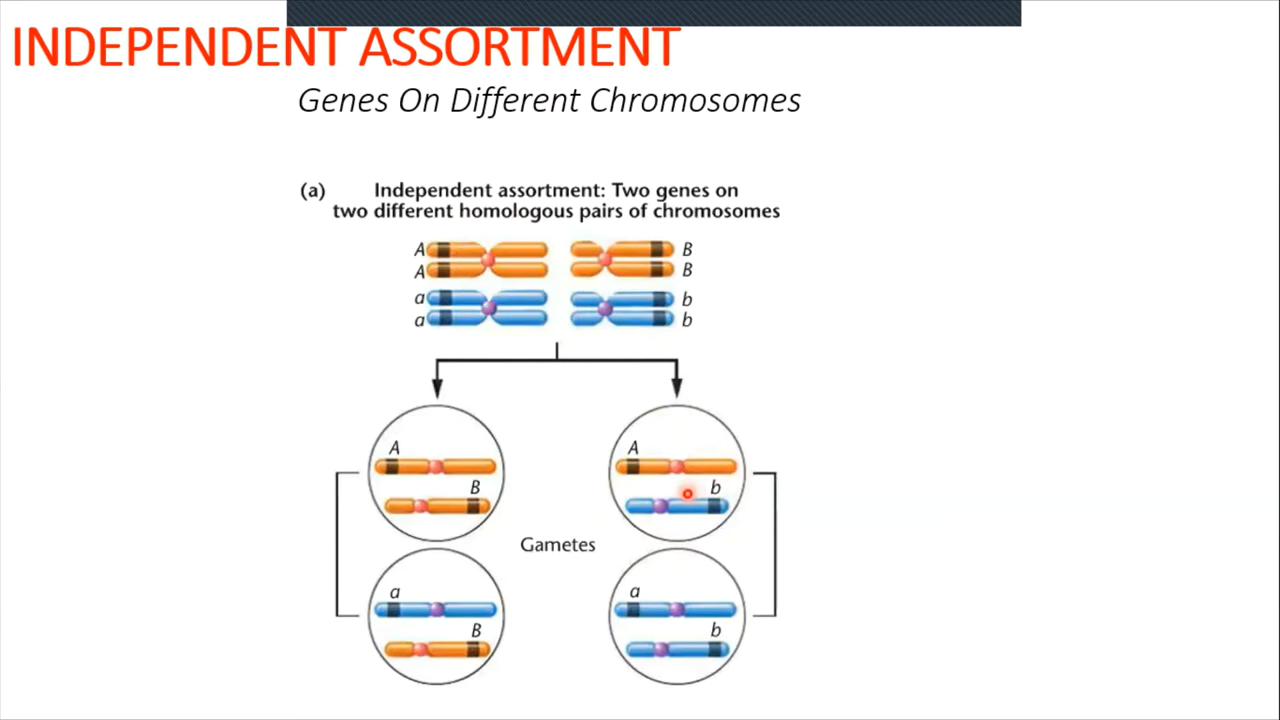 INDEPENDENT ASSORTMENT
Genes On Different Chromosomes
(a) Independent assortment: Two genes on
two different homologous pairs of chromosomes
A B
A B
a b
a b
A A
B b
Gametes
a a
B b